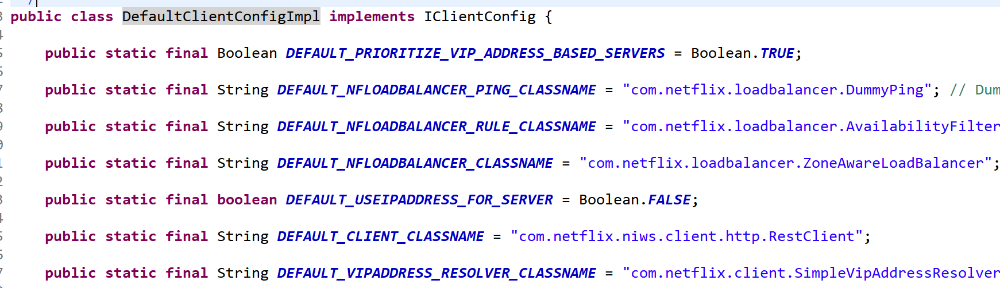 public class DefaultClientConfigImpl implements IClientConfig {
public static final Boolean DEFAULT_PRIORITIZE_VIP_ADDRESS_BASED_SERVERS = Boolean.TRUE;
public static final String DEFAULT_NFLOADBALANCER_PING_CLASSNAME = "com.netflix.loadbalancer.DummyPing"; // Dum
public static final String DEFAULT_NFLOADBALANCER_RULE_CLASSNAME = "com.netflix.loadbalancer.AvailabilityFilter
public static final String DEFAULT_NFLOADBALANCER_CLASSNAME = "com.netflix.loadbalancer.ZoneAwareLoadBalancer";
public static final boolean DEFAULT_USEIPADDRESS_FOR_SERVER = Boolean.FALSE;
public static final String DEFAULT_CLIENT_CLASSNAME = "com.netflix.niws.client.http.RestClient";
public static final String DEFAULT_VIPADDRESS_RESOLVER_CLASSNAME = "com.netflix.client.SimpleVipAddressResolver